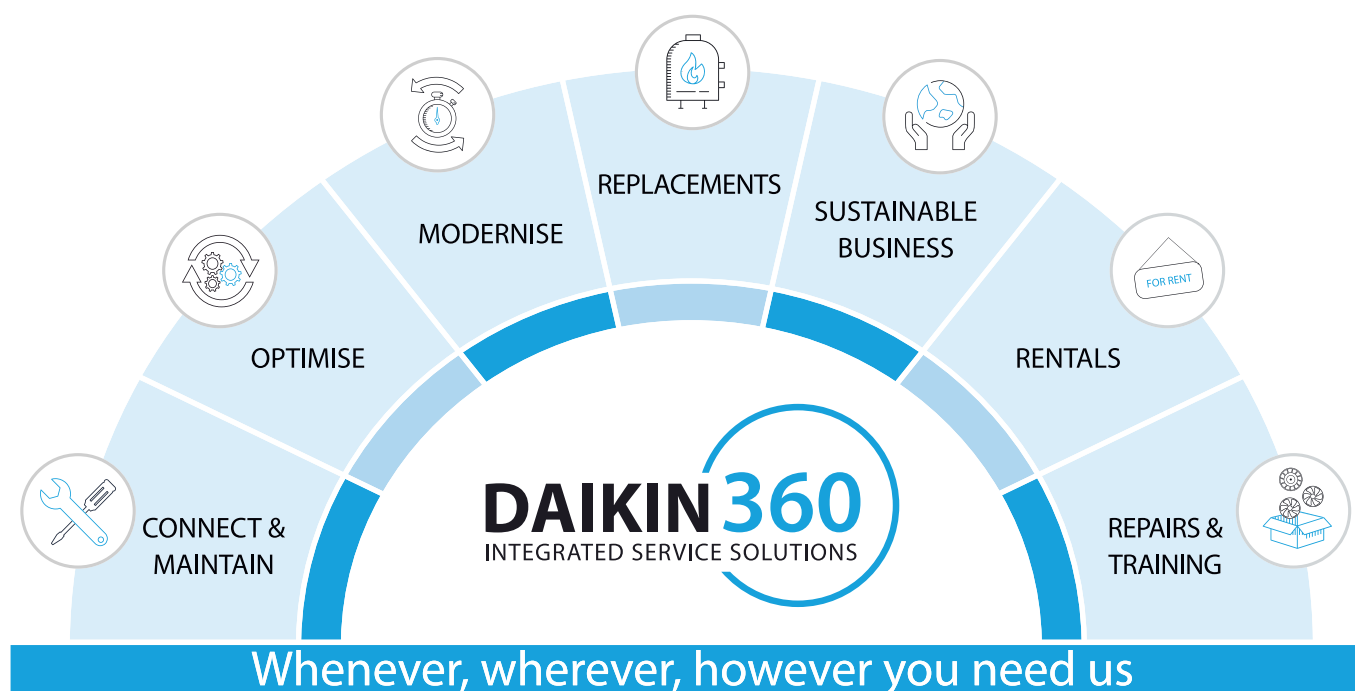 CONNECT &
MAINTAIN
OPTIMISE
MODERNISE
REPLACEMENTS
SUSTAINABLE
BUSINESS
FOR RENT
RENTALS
REPAIRS &
TRAINING
DAIKIN 360
INTEGRATED SERVICE SOLUTIONS
Whenever, wherever, however you need us